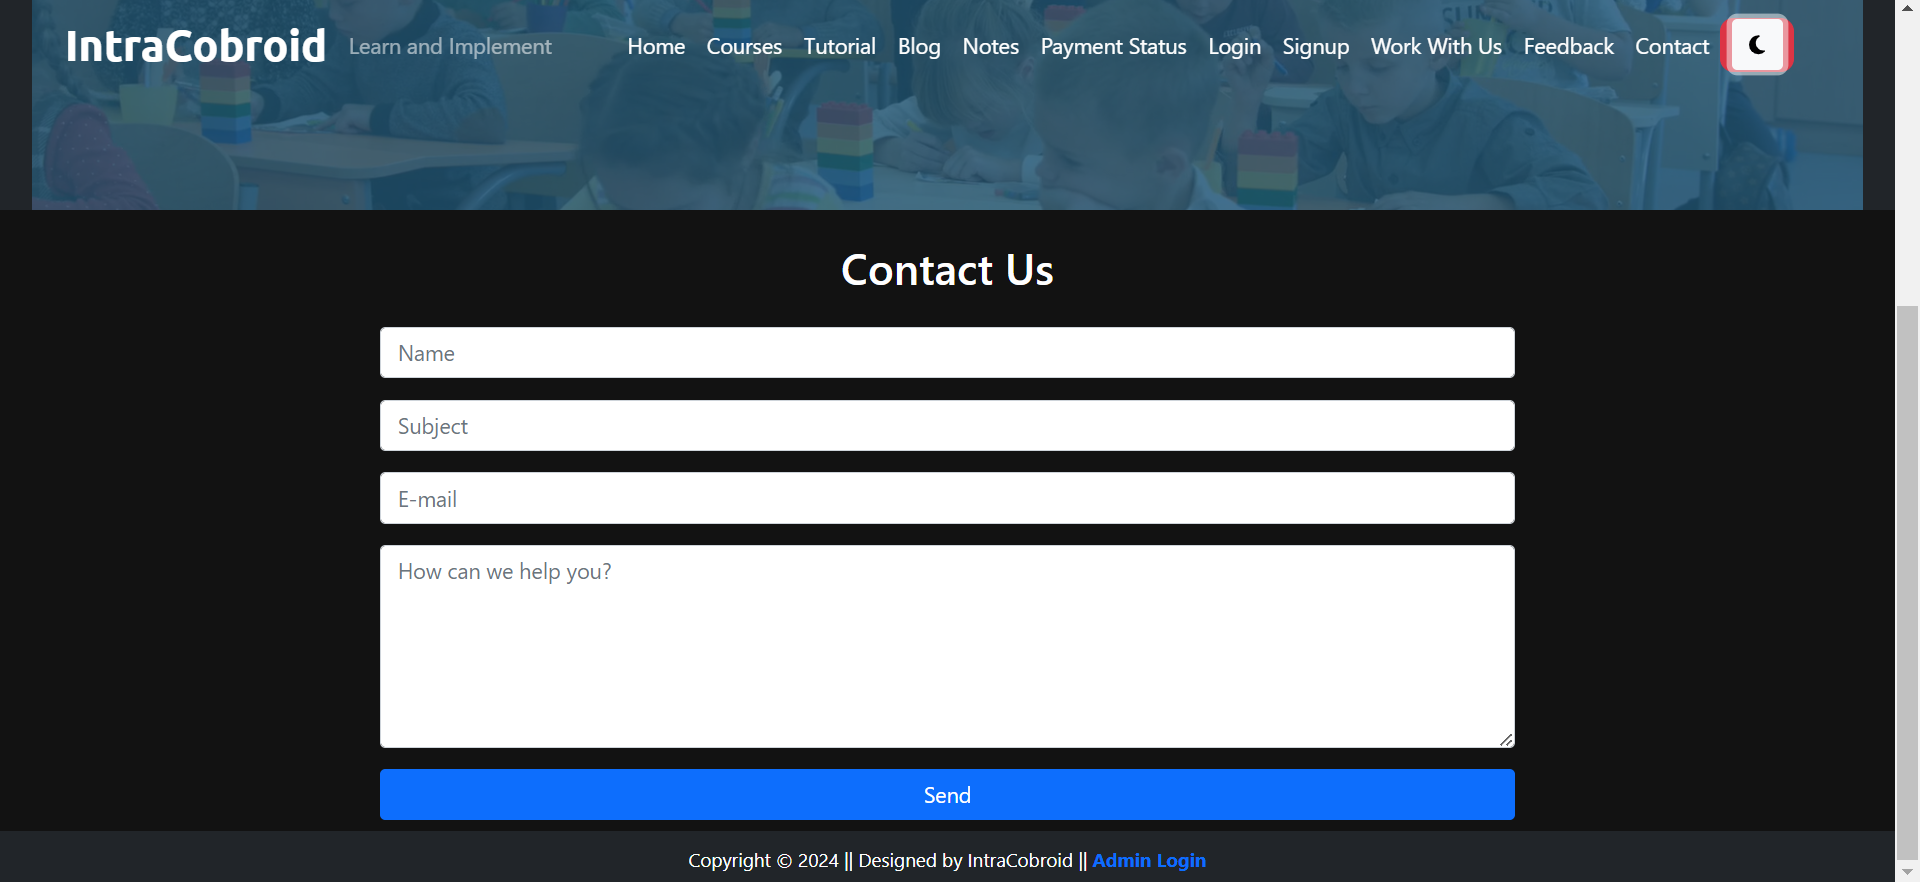 IntraCobroid Learn and Implement Home Courses Tutorial Blog Notes Payment Status Login Signup Work With Us Feedback Contact
Contact Us
Name
Subject
E-mail
How can we help you?
Send
Copyright © 2024 || Designed by IntraCobroid || Admin Login